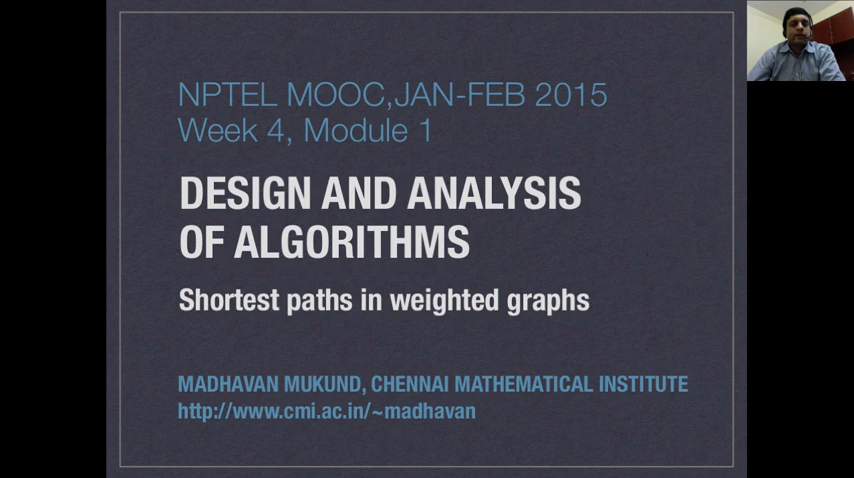 NPTEL MOOC,JAN-FEB 2015
Week 4, Module 1
DESIGN AND ANALYSIS
OF ALGORITHMS
Shortest paths in weighted graphs
MADHAVAN MUKUND, CHENNAI MATHEMATICAL INSTITUTE
http://www.cmi.ac.in/~madhavan